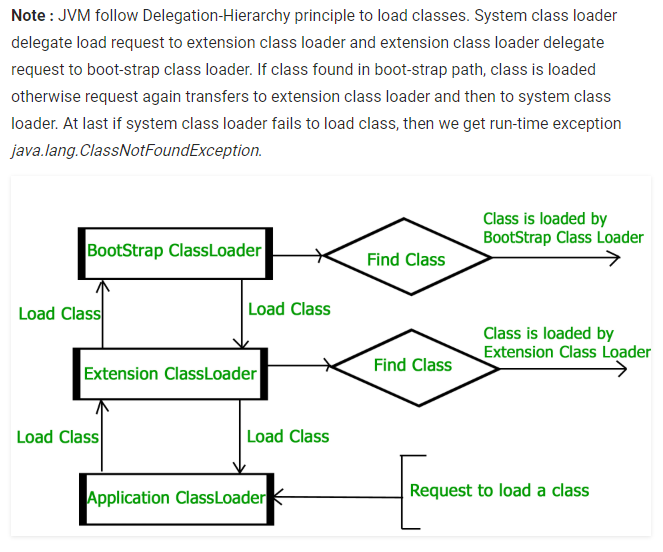 Note : JVM follow Delegation-Hierarchy principle to load classes. System class loader
delegate load request to extension class loader and extension class loader delegate
request to boot-strap class loader. If class found in boot-strap path, class is loaded
otherwise request again transfers to extension class loader and then to system class
loader. At last if system class loader fails to load class, then we get run-time exception
java.lang.ClassNotFoundException.
Class is loaded by
BootStrap Class Loader
BootStrap ClassLoader
Find Class
Load Class
Load Class
Class is loaded by
Extension Class Loader
Extension ClassLoader
Find Class
Load Class
Load Class
Application ClassLoader
Request to load a class